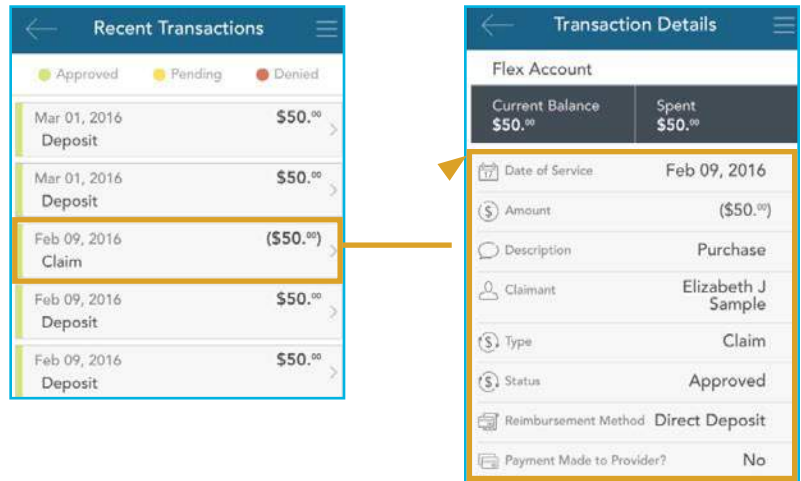 Recent Transactions
Approved Pending Denied
Mar 01, 2016 $50.00
Deposit
Mar 01, 2016 $50.00
Deposit
Feb 09, 2016 ($50.00)
Claim
Feb 09, 2016 $50.00
Deposit
Feb 09, 2016 $50.00
Deposit
Transaction Details
Flex Account
Current Balance Spent
$50.00 $50.00
17 Date of Service Feb 09, 2016
$ Amount ($50.00)
Description Purchase
Claimant Elizabeth J
Sample
$ Type Claim
$ Status Approved
Reimbursement Method Direct Deposit
Payment Made to Provider? No